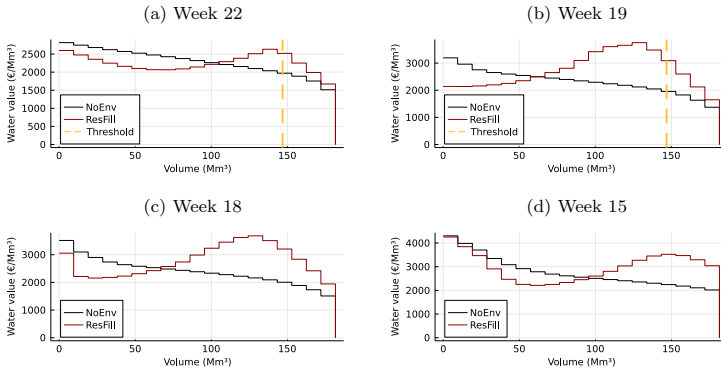 (a) Week 22
Water value (€/Mm³)
2500
2000
1500
1000
500
0
NoEnv
ResFill
Threshold
0
50
100
150
Volume (Mm³)
(b) Week 19
Water value (€/Mm³)
3000
2000
1000
0
NoEnv
ResFill
Threshold
0
50
100
150
Volume (Mm³)
(c) Week 18
Water value (€/Mm³)
3000
2000
1000
0
NoEnv
ResFill
0
50
100
150
Volume (Mm³)
(d) Week 15
Water value (€/Mm³)
4000
3000
2000
1000
0
NoEnv
ResFill
0
50
100
150
Volume (Mm³)